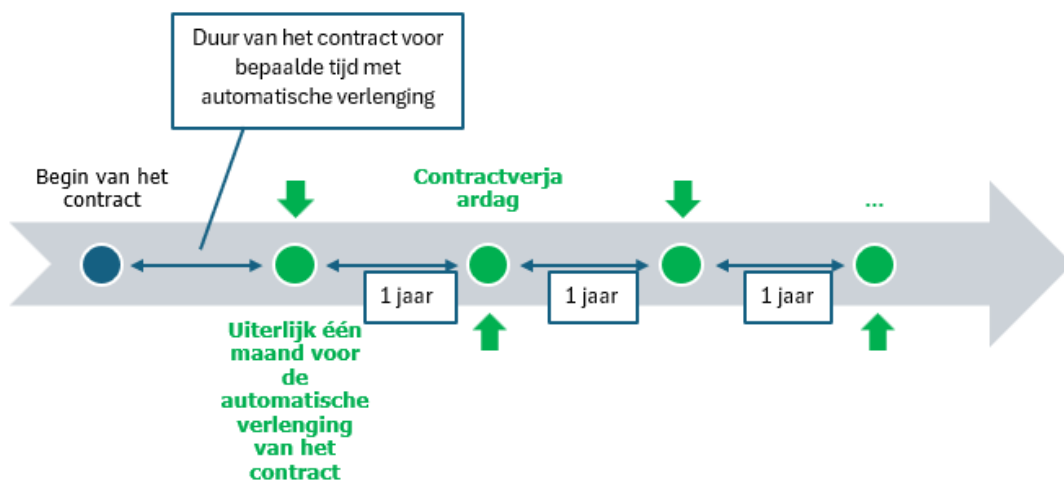 Duur van het contract voor
bepaalde tijd met
automatische verlenging
Begin van het
contract
Contractverja
ardag
...
1 jaar
1 jaar
1 jaar
Uiterlijk één
maand voor
de
automatische
verlenging
van het
contract